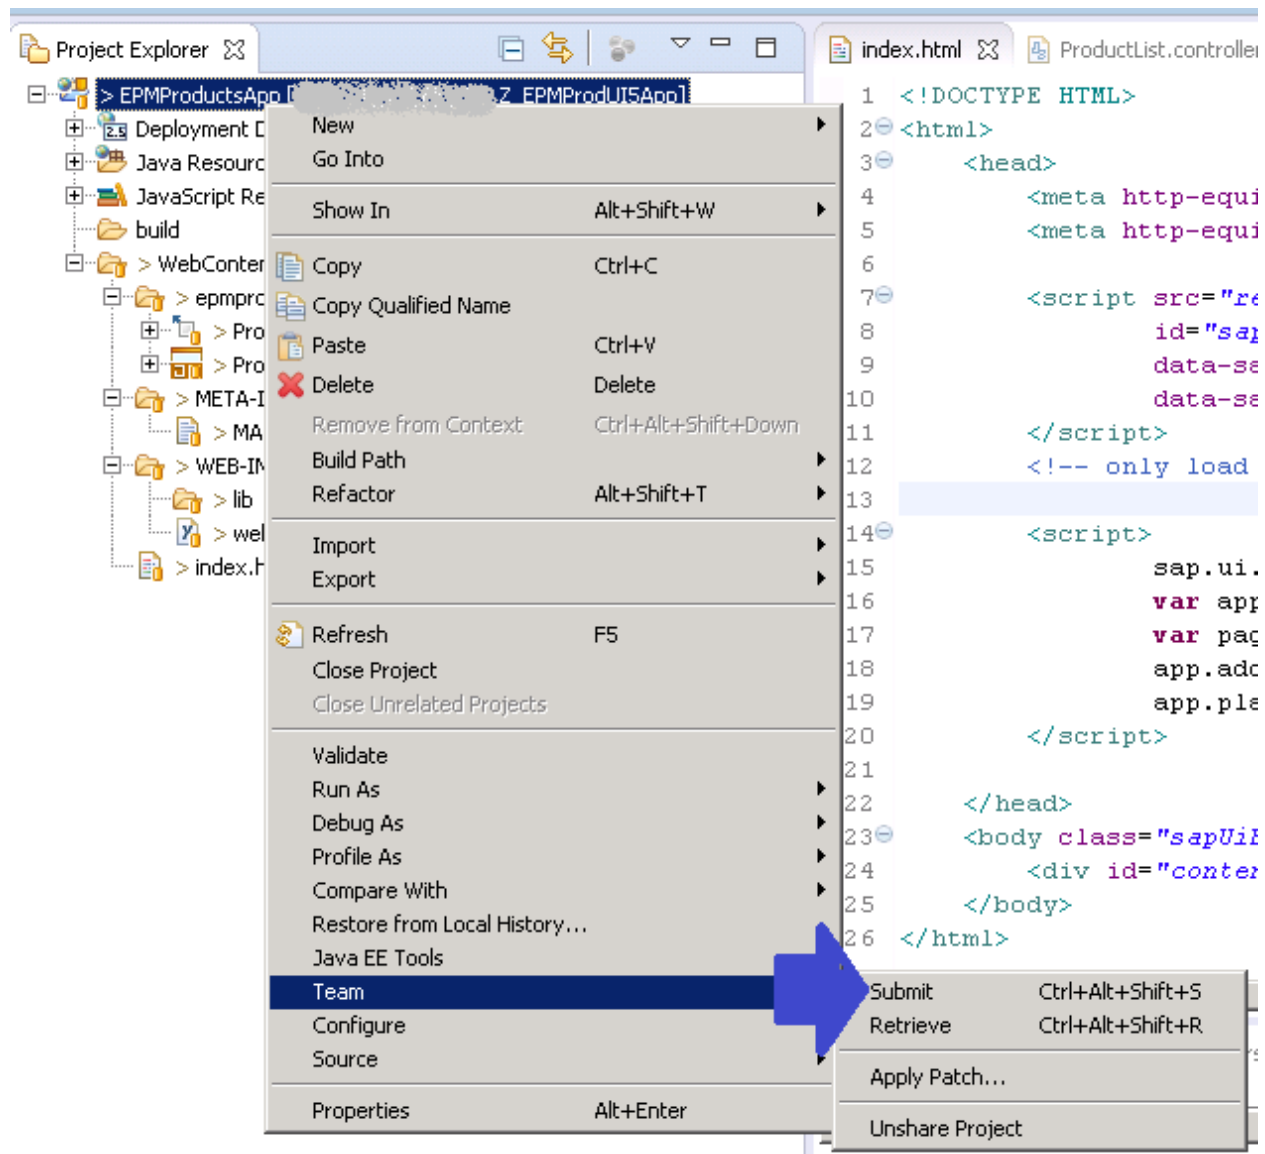 Project Explorer
> EPMProductsApp [ Z_EPMProdUI5App]
Deployment D
Java Resourc
JavaScript Re
build
> WebConter
> epmprc
> Pro
> Pro
> META-I
> MA
> WEB-IN
> lib
> wel
> index.h
New
Go Into
Show In Alt+Shift+W
Copy Ctrl+C
Copy Qualified Name
Paste Ctrl+V
Delete Delete
Remove from Context Ctrl+Alt+Shift+Down
Build Path
Refactor Alt+Shift+T
Import
Export
Refresh F5
Close Project
Close Unrelated Projects
Validate
Run As
Debug As
Profile As
Compare With
Restore from Local History...
Java EE Tools
Team
Configure
Source
Properties Alt+Enter
Submit Ctrl+Alt+Shift+S
Retrieve Ctrl+Alt+Shift+R
Apply Patch...
Unshare Project
index.html ProductList.controller
1 <!DOCTYPE HTML>
2 <html>
3 <head>
4 <meta http-equi
5 <meta http-equi
6
7 <script src="re
8 id="sap
9 data-sa
10 data-sa
11 </script>
12 <!-- only load
13
14 <script>
15 sap.ui.
16 var app
17 var pag
18 app.add
19 app.pla
20 </script>
21
22 </head>
23 <body class="sapUiB
24 <div id="conter
25 </body>
26 </html>